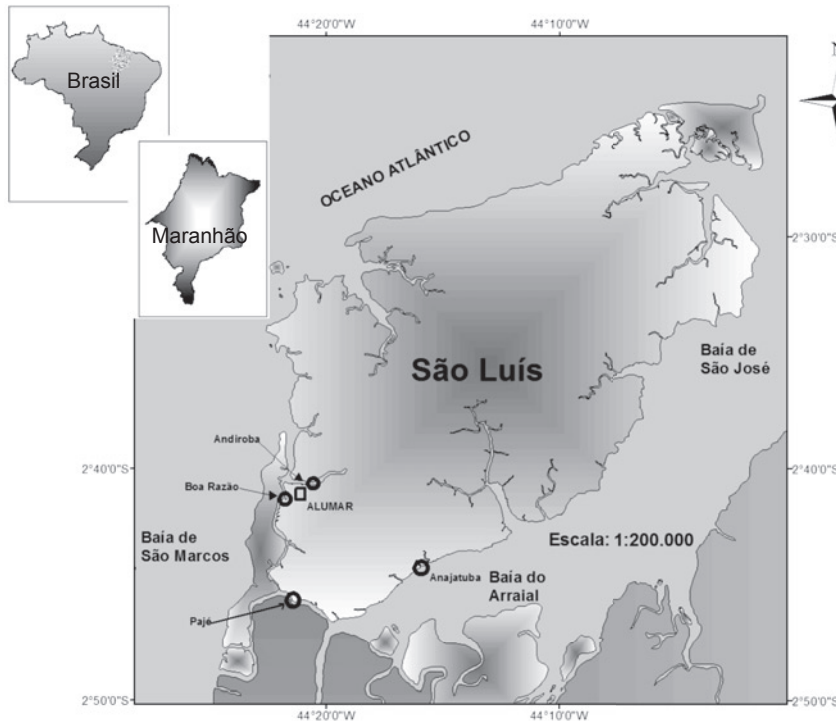 44°20'0"W
44°10'0"W
N
Brasil
OCEANO ATLÂNTICO
Maranhão
2°30'0"S
Baía de
São José
São Luís
Andiroba
2°40'0"S
2°40'0"S
Boa Razão
ALUMAR
Baía de
São Marcos
Escala: 1:200.000
Anajatuba
Baía do
Arraial
Pajé
2°50'0"S
2°50'0"S
44°20'0"W
44°10'0"W